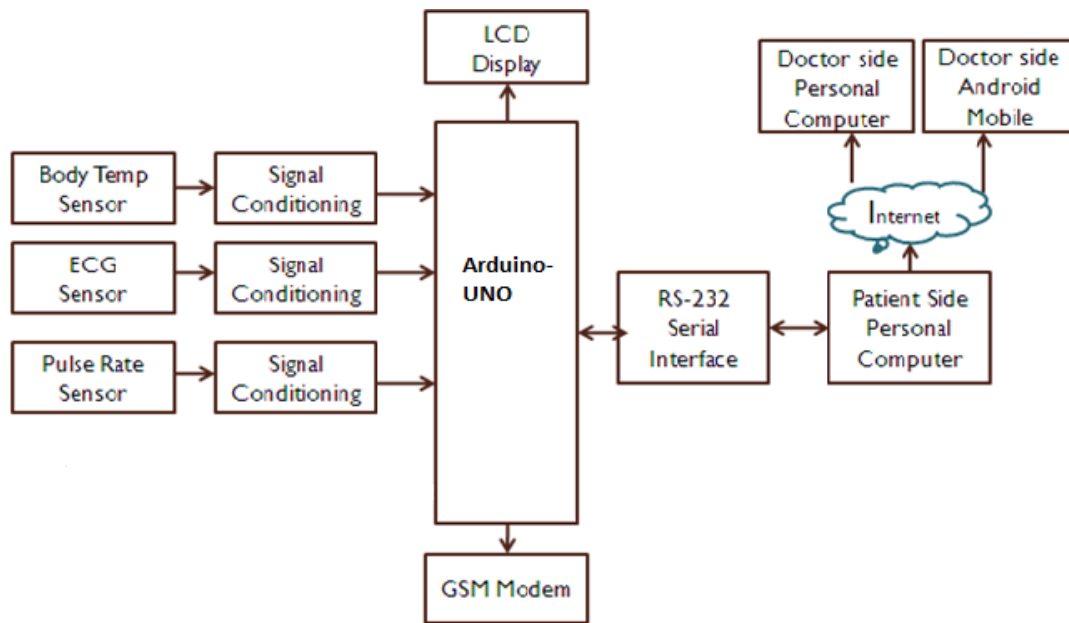 LCD
Display
Doctor side
Personal
Computer
Doctor side
Android
Mobile
Body Temp
Sensor
Signal
Conditioning
ECG
Sensor
Signal
Conditioning
Pulse Rate
Sensor
Signal
Conditioning
Arduino-
UNO
RS-232
Serial
Interface
Internet
Patient Side
Personal
Computer
GSM Modem